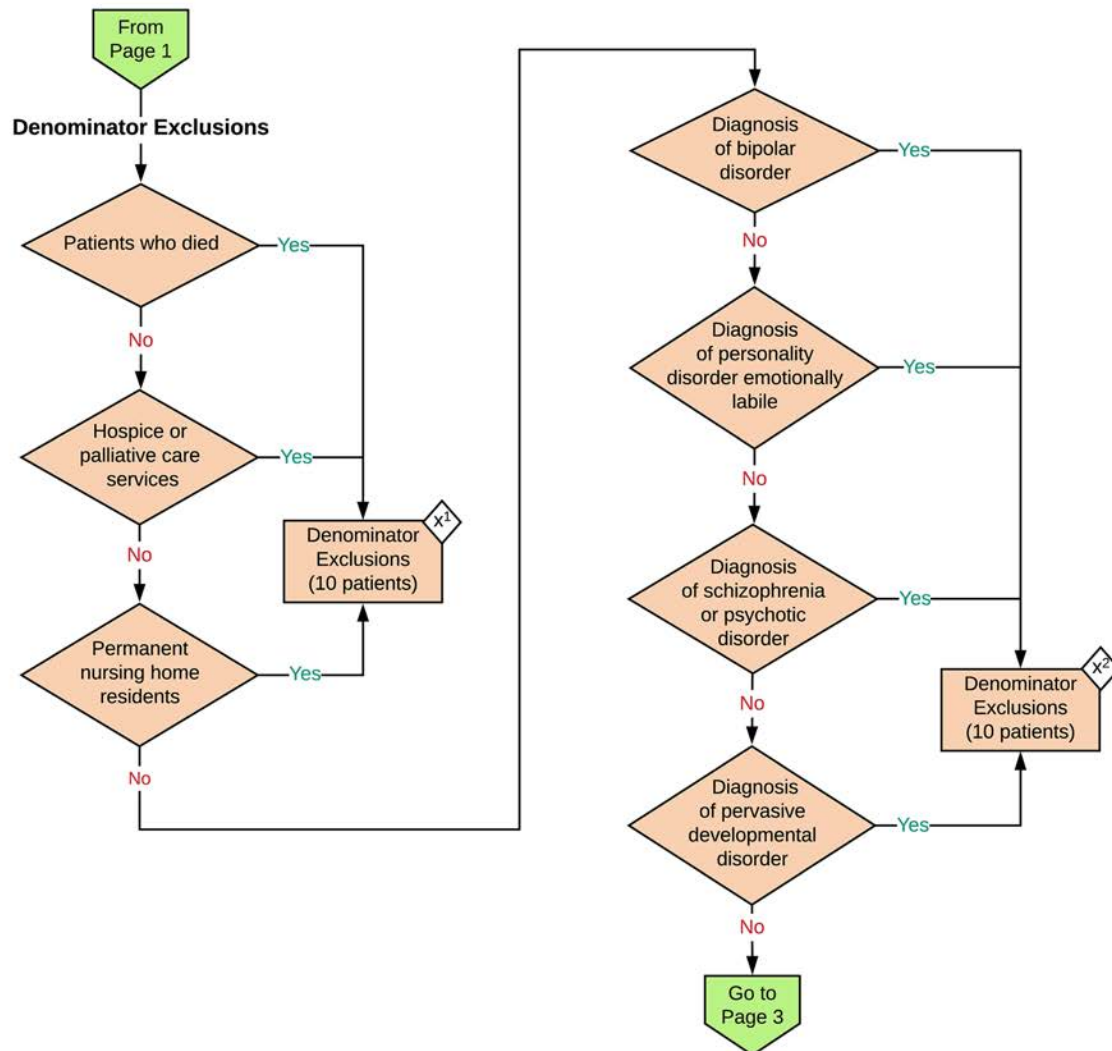 From
Page 1
Denominator Exclusions
Patients who died
Yes
No
Hospice or
palliative care
services
Yes
No
x1
Denominator
Exclusions
(10 patients)
Permanent
nursing home
residents
Yes
No
Diagnosis
of bipolar
disorder
Yes
No
Diagnosis
of personality
disorder emotionally
labile
Yes
No
Diagnosis
of schizophrenia
or psychotic
disorder
Yes
No
x2
Denominator
Exclusions
(10 patients)
Diagnosis
of pervasive
developmental
disorder
Yes
No
Go to
Page 3